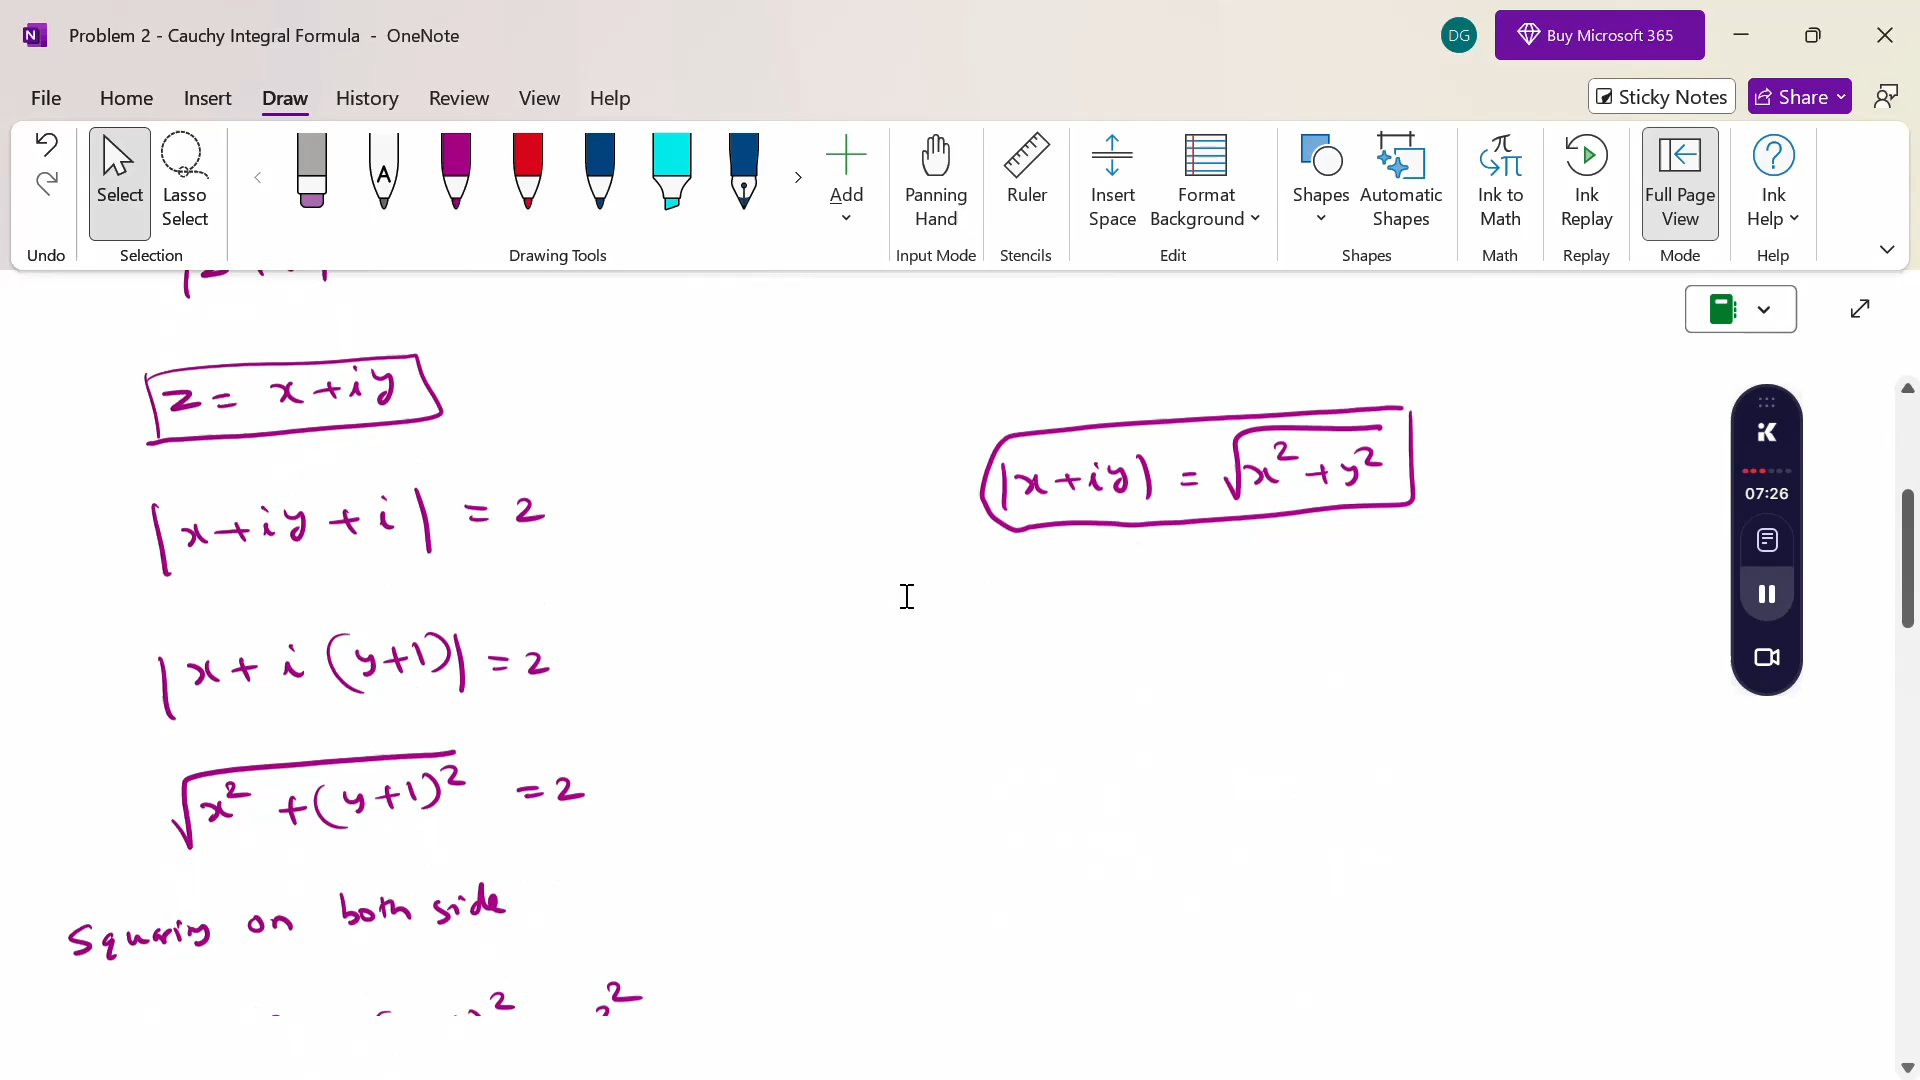 Problem 2 - Cauchy Integral Formula - OneNote
DG
Buy Microsoft 365
File Home Insert Draw History Review View Help
Sticky Notes
Share
Select
Lasso Select
A
Add
Panning Hand
Ruler
Insert Space
Format Background
Shapes
Automatic Shapes
Ink to Math
Ink Replay
Full Page View
Ink Help
Undo
Selection
Drawing Tools
Input Mode
Stencils
Edit
Shapes
Math
Replay
Mode
Help
z = x+iy
|x+iy| = √(x²+y²)
07:26
|x+iy+i| = 2
|x+i(y+1)| = 2
√(x²+(y+1)²) = 2
Squaring on both side